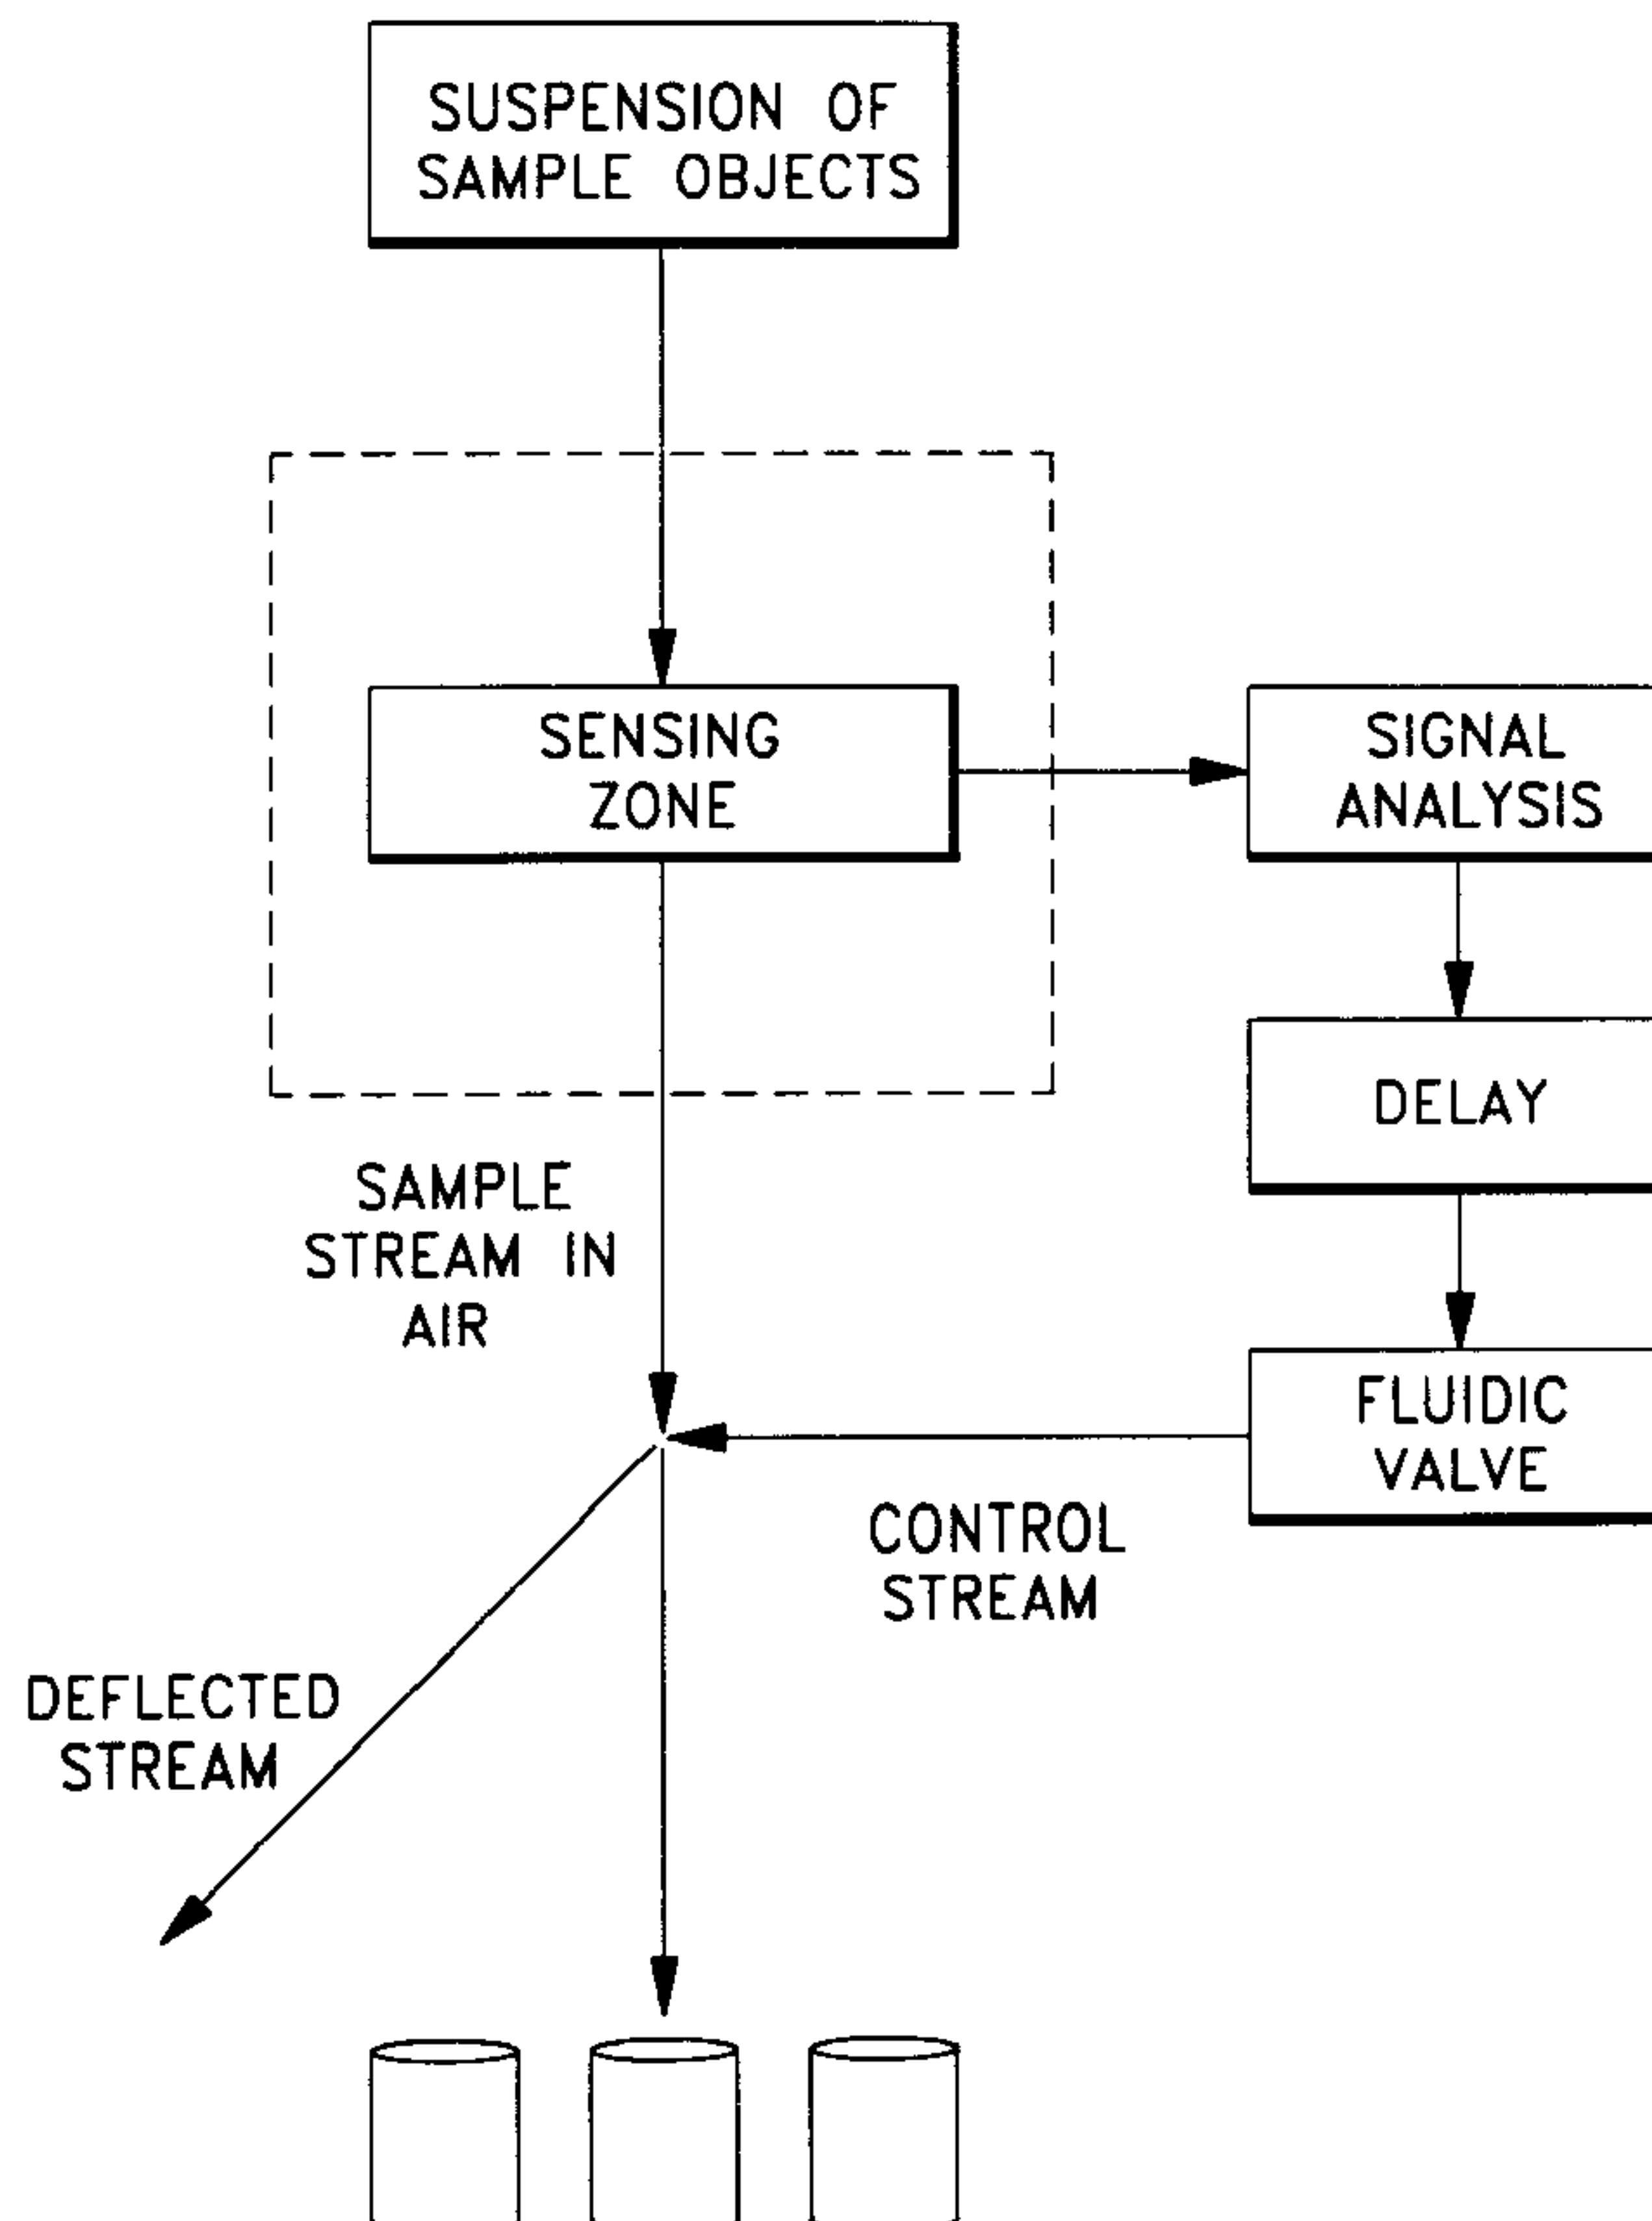 SUSPENSION OF
SAMPLE OBJECTS
SENSING
ZONE
SIGNAL
ANALYSIS
DELAY
SAMPLE
STREAM IN
AIR
FLUIDIC
VALVE
CONTROL
STREAM
DEFLECTED
STREAM